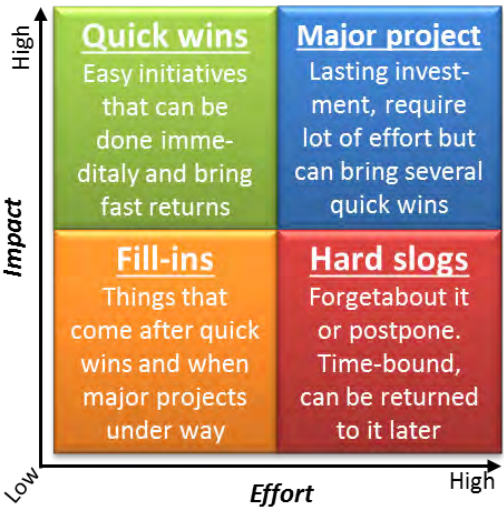 High
Impact
Low
Quick wins
Easy initiatives
that can be
done imme-
ditaly and bring
fast returns
Major project
Lasting invest-
ment, require
lot of effort but
can bring several
quick wins
Fill-ins
Things that
come after quick
wins and when
major projects
under way
Hard slogs
Forgetabout it
or postpone.
Time-bound,
can be returned
to it later
Effort
High